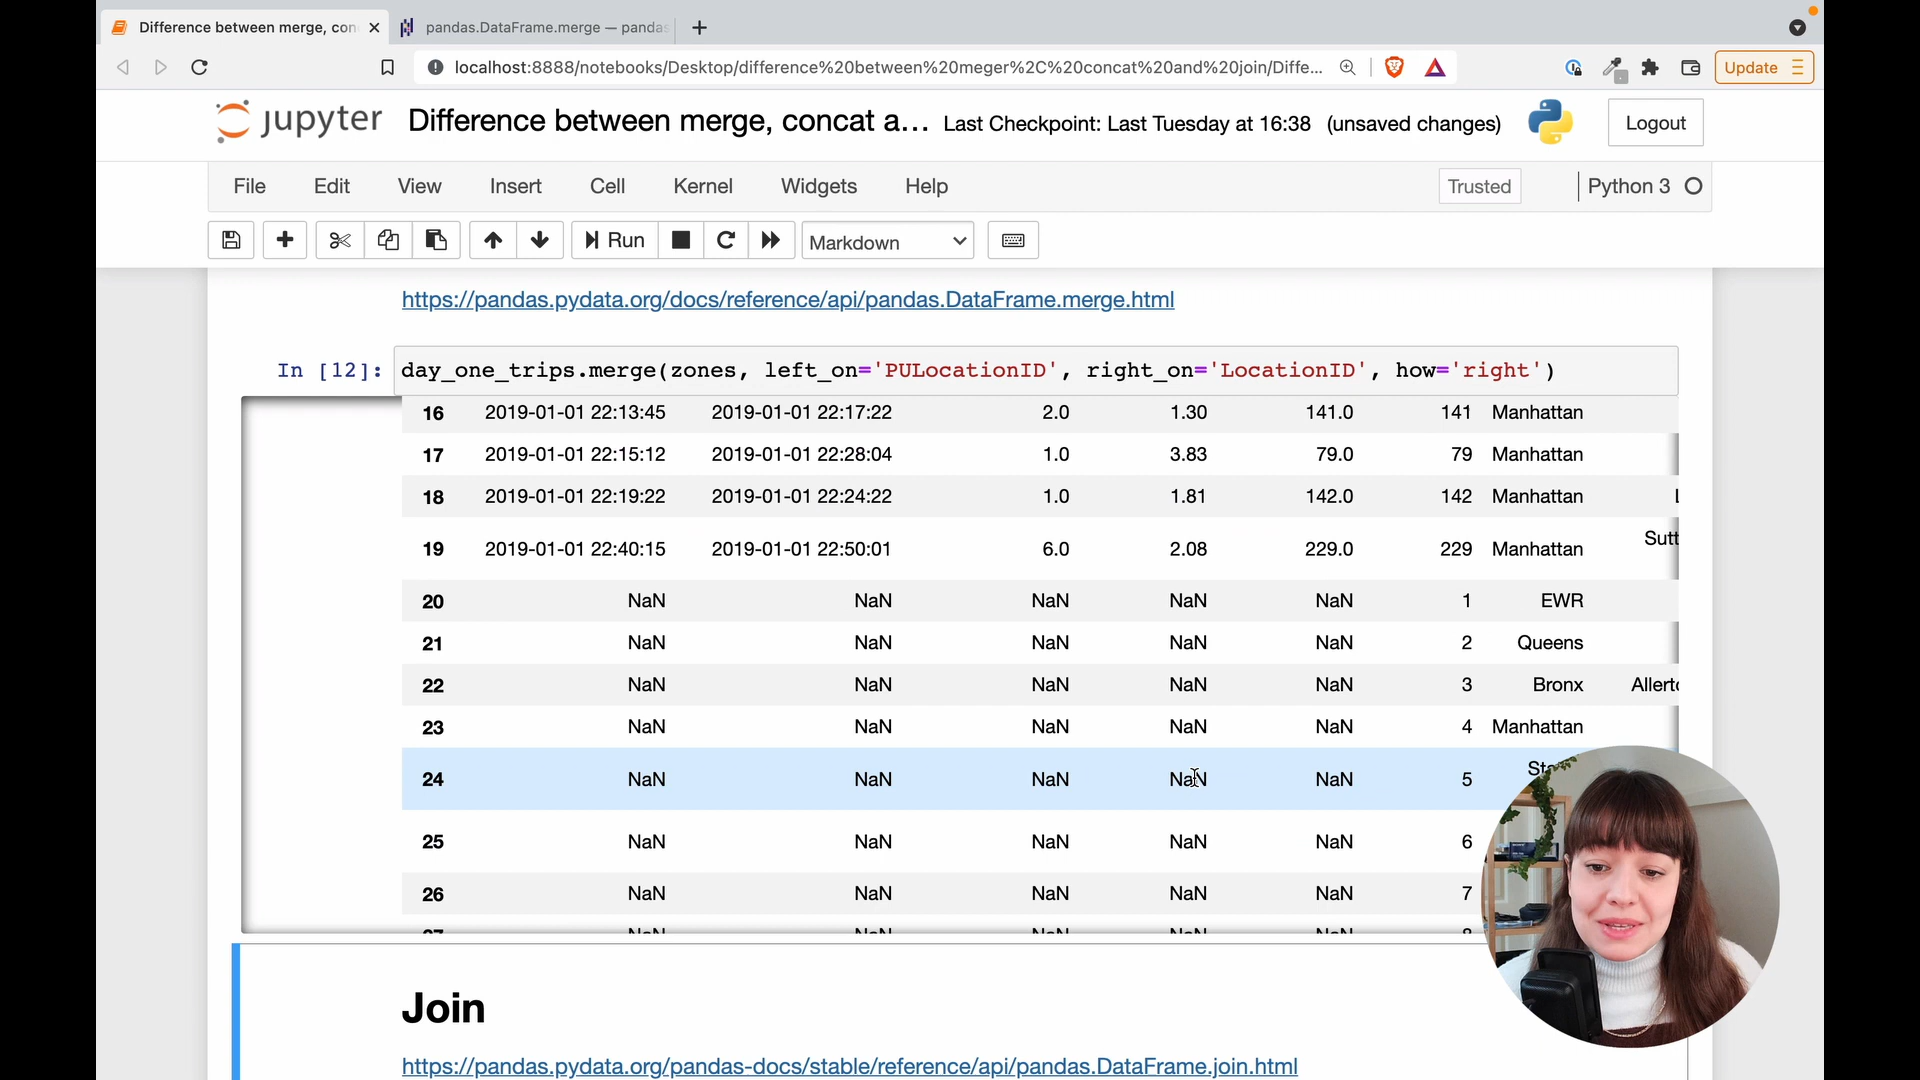 Difference between merge, con
pandas.DataFrame.merge — pandas
localhost:8888/notebooks/Desktop/difference%20between%20meger%2C%20concat%20and%20join/Diffe...
Update
jupyter Difference between merge, concat a... Last Checkpoint: Last Tuesday at 16:38 (unsaved changes)
Logout
File Edit View Insert Cell Kernel Widgets Help
Trusted
Python 3
Run
Markdown
https://pandas.pydata.org/docs/reference/api/pandas.DataFrame.merge.html
In [12]: day_one_trips.merge(zones, left_on='PULocationID', right_on='LocationID', how='right')
16 2019-01-01 22:13:45 2019-01-01 22:17:22 2.0 1.30 141.0 141 Manhattan
17 2019-01-01 22:15:12 2019-01-01 22:28:04 1.0 3.83 79.0 79 Manhattan
18 2019-01-01 22:19:22 2019-01-01 22:24:22 1.0 1.81 142.0 142 Manhattan
19 2019-01-01 22:40:15 2019-01-01 22:50:01 6.0 2.08 229.0 229 Manhattan Sutt
20 NaN NaN NaN NaN NaN 1 EWR
21 NaN NaN NaN NaN NaN 2 Queens
22 NaN NaN NaN NaN NaN 3 Bronx Allerto
23 NaN NaN NaN NaN NaN 4 Manhattan
24 NaN NaN NaN NaN NaN 5
25 NaN NaN NaN NaN NaN 6
26 NaN NaN NaN NaN NaN 7
Join
https://pandas.pydata.org/pandas-docs/stable/reference/api/pandas.DataFrame.join.html